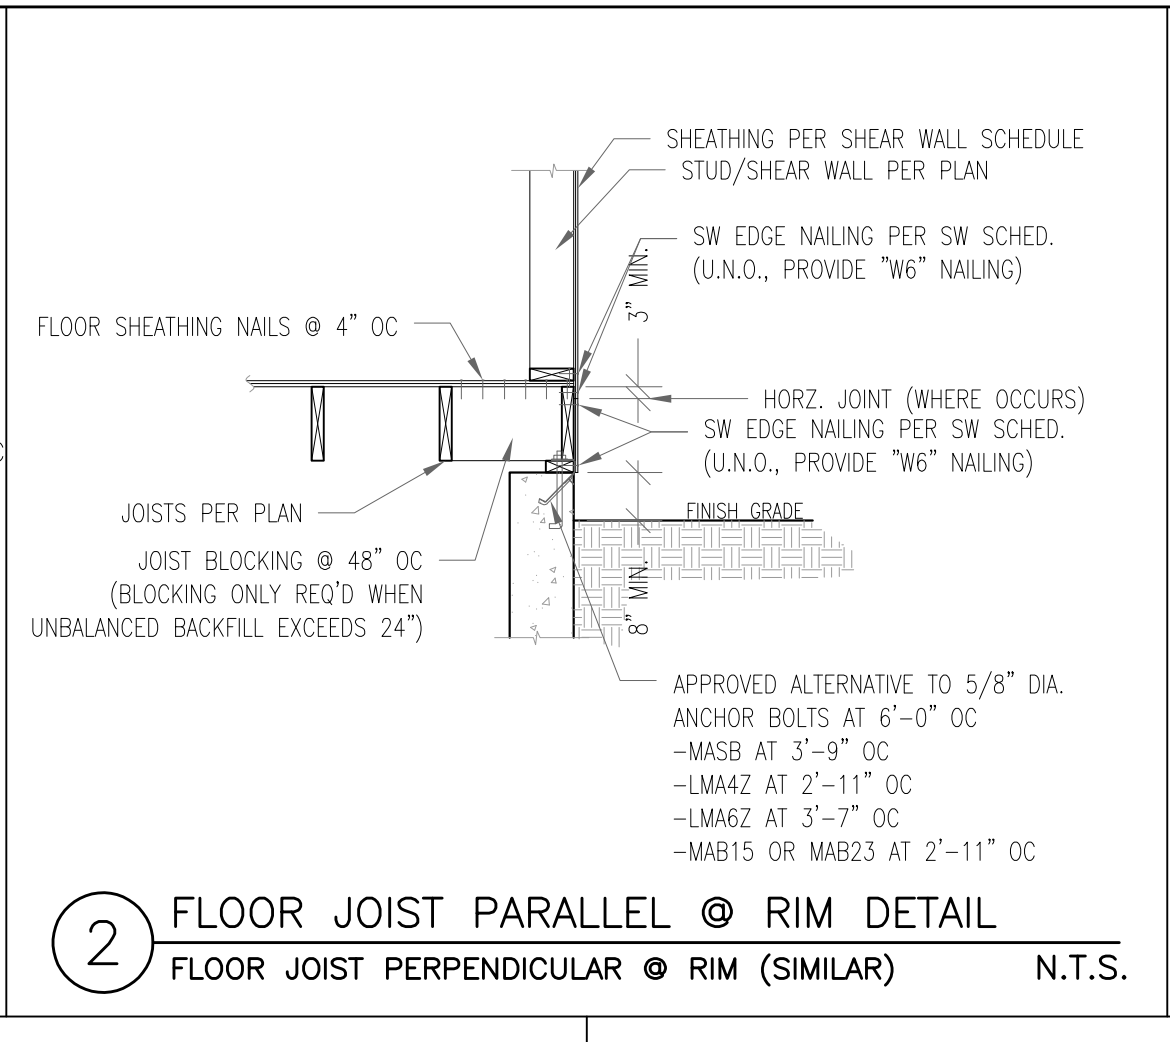 SHEATHING PER SHEAR WALL SCHEDULE
STUD/SHEAR WALL PER PLAN
SW EDGE NAILING PER SW SCHED.
(U.N.O., PROVIDE "W6" NAILING)
3" MIN.
FLOOR SHEATHING NAILS @ 4" OC
HORZ. JOINT (WHERE OCCURS)
SW EDGE NAILING PER SW SCHED.
(U.N.O., PROVIDE "W6" NAILING)
JOISTS PER PLAN
FINISH GRADE
JOIST BLOCKING @ 48" OC
(BLOCKING ONLY REQ'D WHEN
UNBALANCED BACKFILL EXCEEDS 24")
8" MIN.
APPROVED ALTERNATIVE TO 5/8" DIA.
ANCHOR BOLTS AT 6'-0" OC
-MASB AT 3'-9" OC
-LMA4Z AT 2'-11" OC
-LMA6Z AT 3'-7" OC
-MAB15 OR MAB23 AT 2'-11" OC
2
FLOOR JOIST PARALLEL @ RIM DETAIL
FLOOR JOIST PERPENDICULAR @ RIM (SIMILAR) N.T.S.